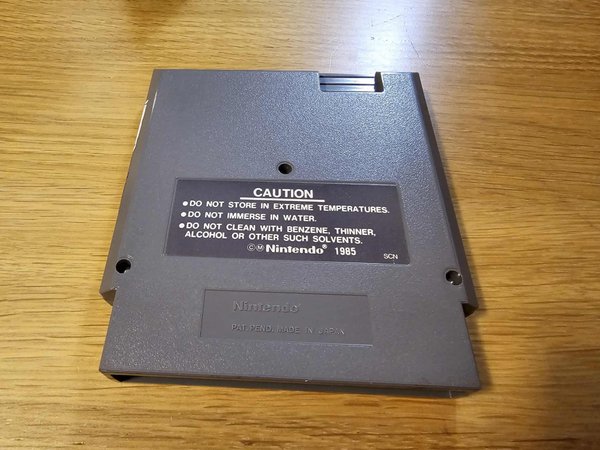 CAUTION
● DO NOT STORE IN EXTREME TEMPERATURES.
● DO NOT IMMERSE IN WATER.
● DO NOT CLEAN WITH BENZENE, THINNER,
ALCOHOL OR OTHER SUCH SOLVENTS.
©Ⓜ Nintendo® 1985
SCN
Nintendo
PAT. PEND. MADE IN JAPAN